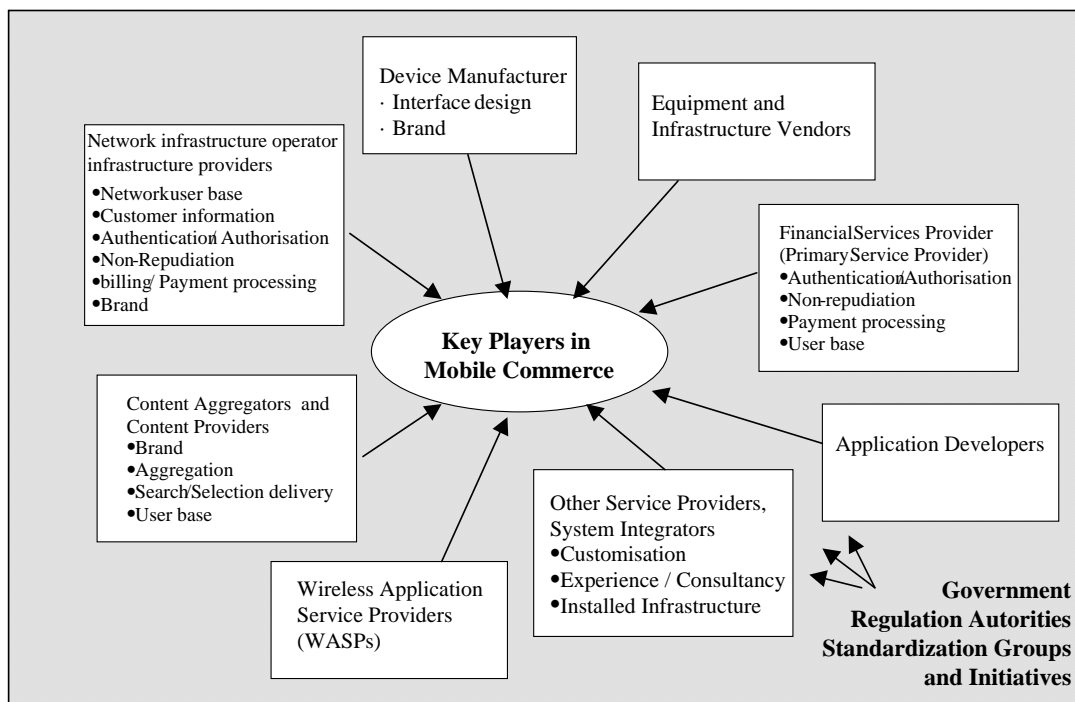 Device Manufacturer
· Interface design
· Brand
Equipment and
Infrastructure Vendors
Network infrastructure operator
infrastructure providers
•Networkuser base
•Customer information
•Authentication/ Authorisation
•Non-Repudiation
•billing/ Payment processing
•Brand
FinancialServices Provider
(PrimaryService Provider)
•Authentication/Authorisation
•Non-repudiation
•Payment processing
•User base
Key Players in
Mobile Commerce
Content Aggregators and
Content Providers
•Brand
•Aggregation
•Search/Selection delivery
•User base
Application Developers
Other Service Providers,
System Integrators
•Customisation
•Experience / Consultancy
•Installed Infrastructure
Wireless Application
Service Providers
(WASPs)
Government
Regulation Autorities
Standardization Groups
and Initiatives